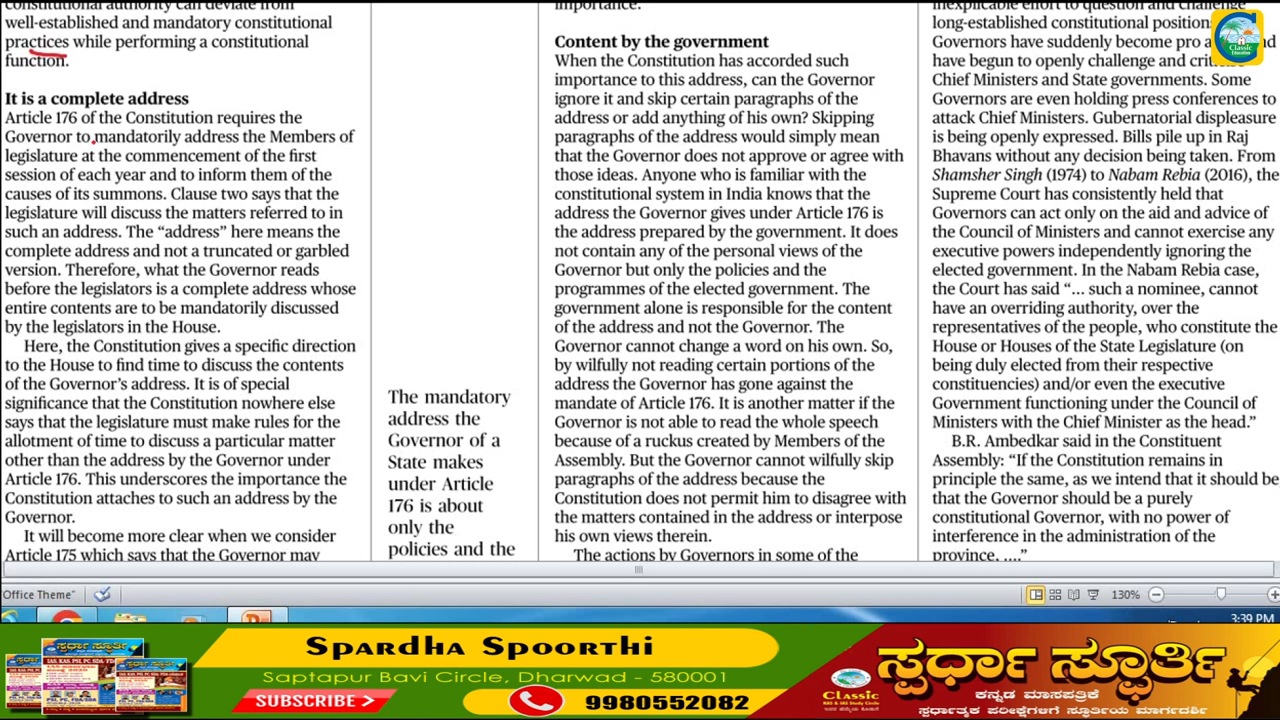 constitutional authority can deviate from
well-established and mandatory constitutional
practices while performing a constitutional
function.
It is a complete address
Article 176 of the Constitution requires the
Governor to mandatorily address the Members of
legislature at the commencement of the first
session of each year and to inform them of the
causes of its summons. Clause two says that the
legislature will discuss the matters referred to in
such an address. The “address” here means the
complete address and not a truncated or garbled
version. Therefore, what the Governor reads
before the legislators is a complete address whose
entire contents are to be mandatorily discussed
by the legislators in the House.
Here, the Constitution gives a specific direction
to the House to find time to discuss the contents
of the Governor’s address. It is of special
significance that the Constitution nowhere else
says that the legislature must make rules for the
allotment of time to discuss a particular matter
other than the address by the Governor under
Article 176. This underscores the importance the
Constitution attaches to such an address by the
Governor.
It will become more clear when we consider
Article 175 which says that the Governor may
The mandatory
address the
Governor of a
State makes
under Article
176 is about
only the
policies and the
importance.
Content by the government
When the Constitution has accorded such
importance to this address, can the Governor
ignore it and skip certain paragraphs of the
address or add anything of his own? Skipping
paragraphs of the address would simply mean
that the Governor does not approve or agree with
those ideas. Anyone who is familiar with the
constitutional system in India knows that the
address the Governor gives under Article 176 is
the address prepared by the government. It does
not contain any of the personal views of the
Governor but only the policies and the
programmes of the elected government. The
government alone is responsible for the content
of the address and not the Governor. The
Governor cannot change a word on his own. So,
by wilfully not reading certain portions of the
address the Governor has gone against the
mandate of Article 176. It is another matter if the
Governor is not able to read the whole speech
because of a ruckus created by Members of the
Assembly. But the Governor cannot wilfully skip
paragraphs of the address because the
Constitution does not permit him to disagree with
the matters contained in the address or interpose
his own views therein.
The actions by Governors in some of the
inexplicable effort to question and challenge
long-established constitutional position
Governors have suddenly become pro a
have begun to openly challenge and
Chief Ministers and State governments. Some
Governors are even holding press conferences to
attack Chief Ministers. Gubernatorial displeasure
is being openly expressed. Bills pile up in Raj
Bhavans without any decision being taken. From
Shamsher Singh (1974) to Nabam Rebia (2016), the
Supreme Court has consistently held that
Governors can act only on the aid and advice of
the Council of Ministers and cannot exercise any
executive powers independently ignoring the
elected government. In the Nabam Rebia case,
the Court has said “... such a nominee, cannot
have an overriding authority, over the
representatives of the people, who constitute the
House or Houses of the State Legislature (on
being duly elected from their respective
constituencies) and/or even the executive
Government functioning under the Council of
Ministers with the Chief Minister as the head.”
B.R. Ambedkar said in the Constituent
Assembly: “If the Constitution remains in
principle the same, as we intend that it should be
that the Governor should be a purely
constitutional Governor, with no power of
interference in the administration of the
province, ....”
Classic
Education
Office Theme"
130%
3:39 PM
Spardha Spoorthi
Saptapur Bavi Circle, Dharwad - 580001
SUBSCRIBE
9980552082
ಸ್ಪರ್ಧಾ ಸ್ಫೂರ್ತಿ
ಕನ್ನಡ ಮಾಸಪತ್ರಿಕೆ
ಸ್ಪರ್ಧಾತ್ಮಕ ಪರೀಕ್ಷೆಗಳಿಗೆ ಸ್ಫೂರ್ತಿಯ ಮಾರ್ಗದರ್ಶಿ
Classic
KAS & IAS Study Circle